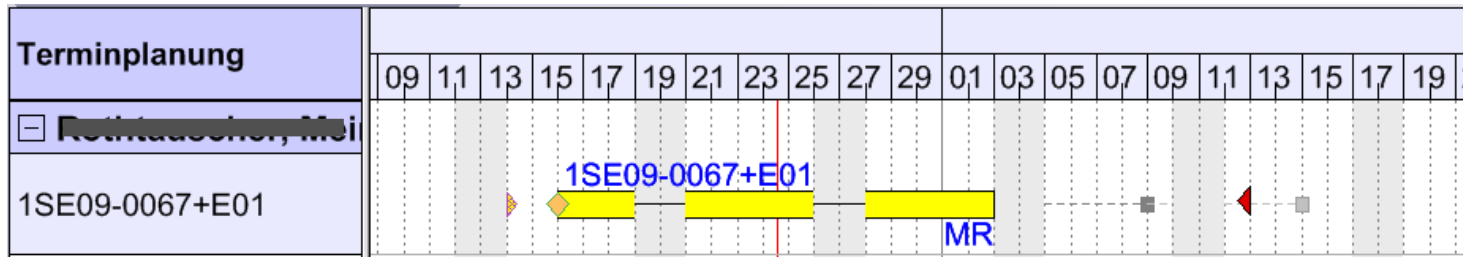 Terminplanung
09 11 13 15 17 19 21 23 25 27 29 01 03 05 07 09 11 13 15 17 19
1SE09-0067+E01
1SE09-0067+E01
MR